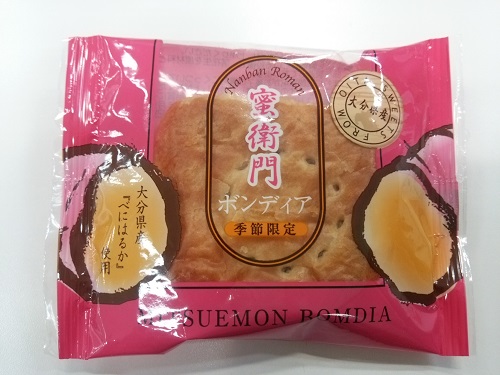 Nanban Roman
蜜衛門
ボンディア
季節限定
FROM OITA SWEETS
大分県産
大分県産
『べにはるか』
使用
SUEMON BOMDIA